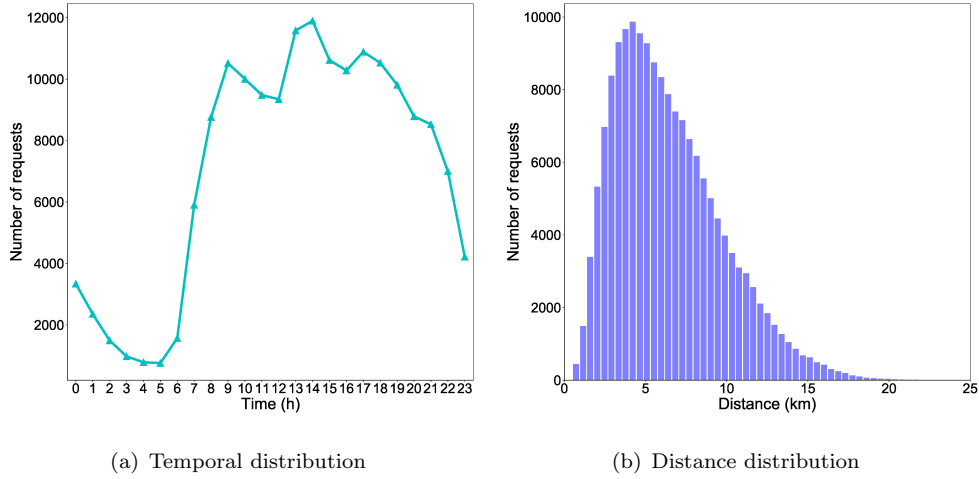 12000
10000
8000
6000
4000
2000
Number of requests
0 1 2 3 4 5 6 7 8 9 10 11 12 13 14 15 16 17 18 19 20 21 22 23
Time (h)
(a) Temporal distribution
10000
8000
6000
4000
2000
0
Number of requests
0 5 10 15 20 25
Distance (km)
(b) Distance distribution